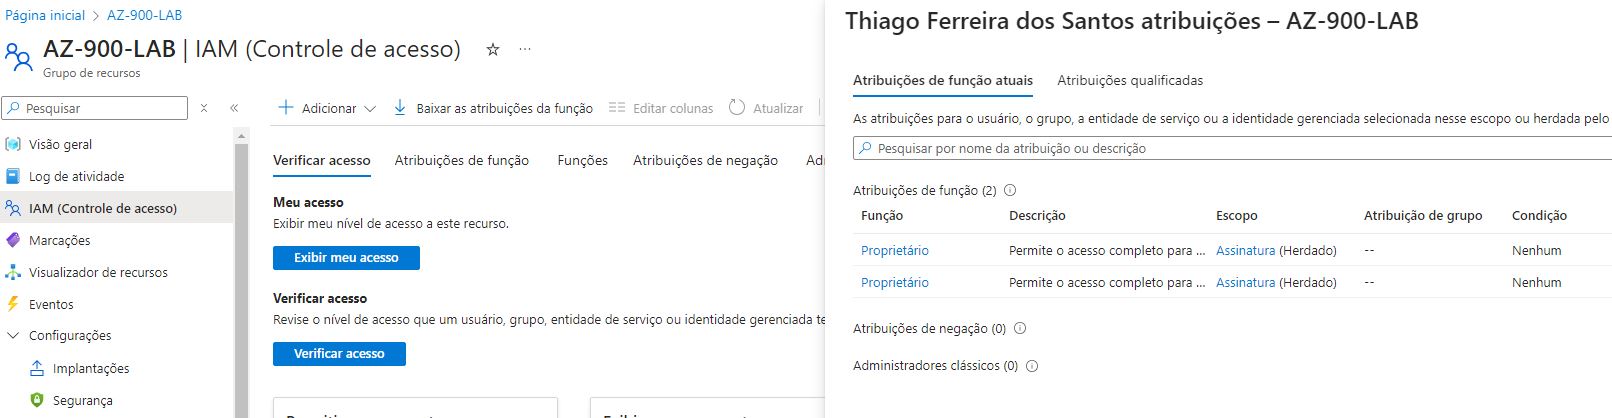 Página inicial > AZ-900-LAB
AZ-900-LAB | IAM (Controle de acesso)
Grupo de recursos
Pesquisar
Visão geral
Log de atividade
IAM (Controle de acesso)
Marcações
Visualizador de recursos
Eventos
Configurações
Implantações
Segurança
Adicionar Baixar as atribuições da função Editar colunas Atualizar
Verificar acesso Atribuições de função Funções Atribuições de negação
Meu acesso
Exibir meu nível de acesso a este recurso.
Exibir meu acesso
Verificar acesso
Revise o nível de acesso que um usuário, grupo, entidade de serviço ou identidade gerenciada te
Verificar acesso
Thiago Ferreira dos Santos atribuições – AZ-900-LAB
Atribuições de função atuais Atribuições qualificadas
As atribuições para o usuário, o grupo, a entidade de serviço ou a identidade gerenciada selecionada nesse escopo ou herdada pelo
Pesquisar por nome da atribuição ou descrição
Atribuições de função (2)
Função Descrição Escopo Atribuição de grupo Condição
Proprietário Permite o acesso completo para ... Assinatura (Herdado) -- Nenhum
Proprietário Permite o acesso completo para ... Assinatura (Herdado) -- Nenhum
Atribuições de negação (0)
Administradores clássicos (0)